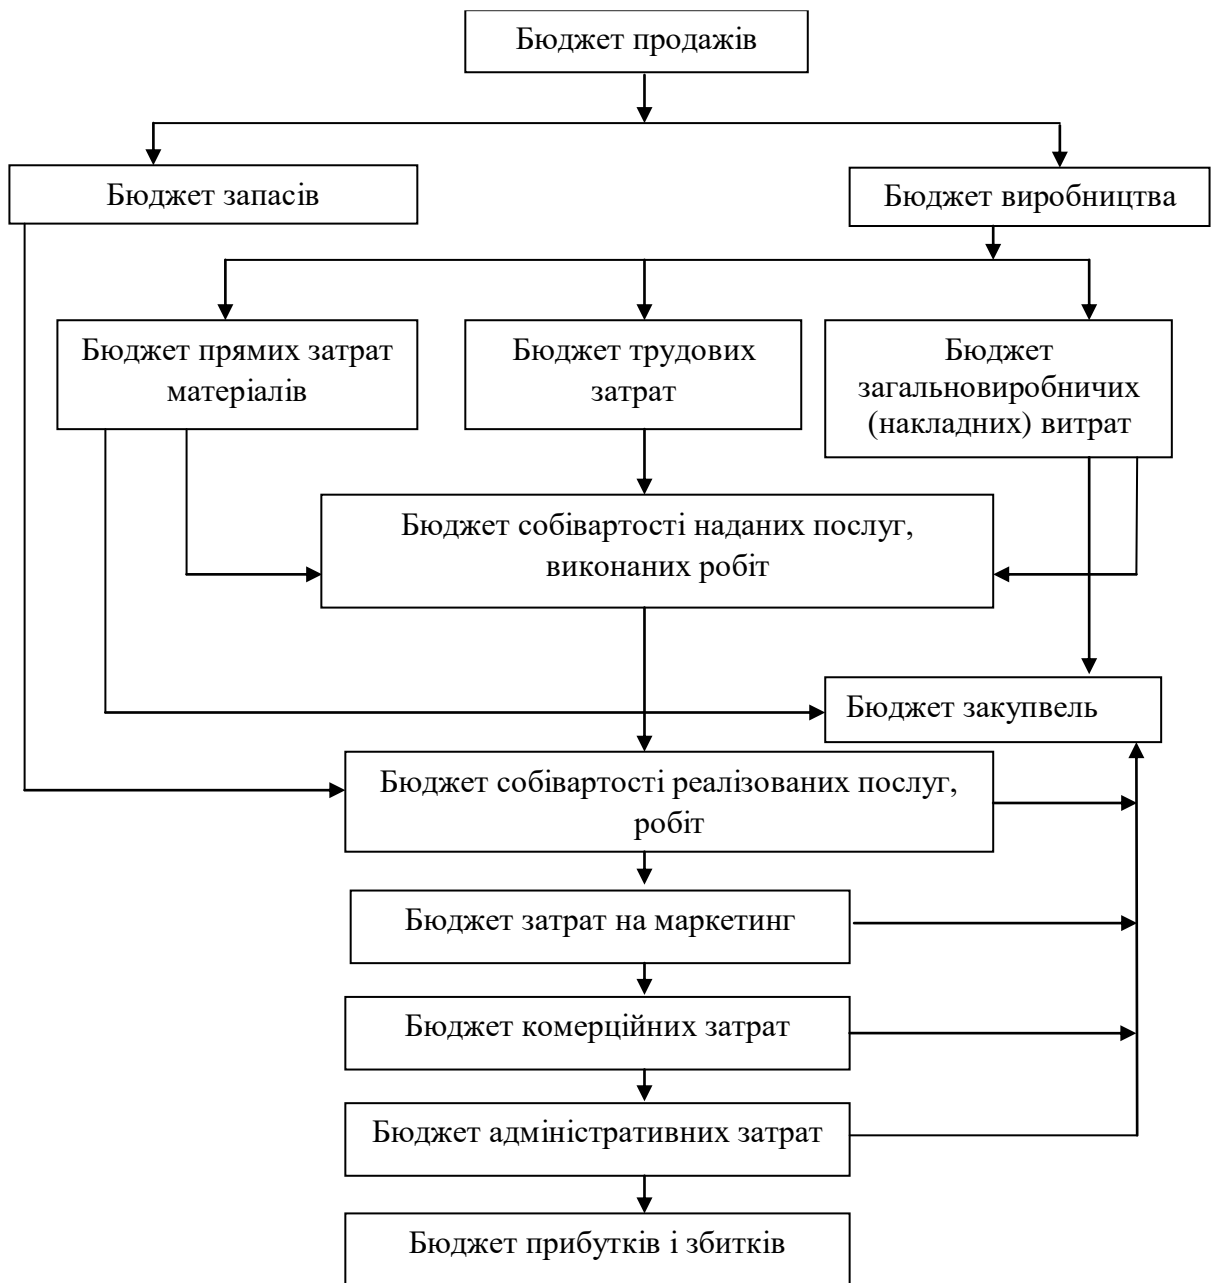 Бюджет продажів
Бюджет запасів
Бюджет виробництва
Бюджет прямих затрат
матеріалів
Бюджет трудових
затрат
Бюджет
загальновиробничих
(накладних) витрат
Бюджет собівартості наданих послуг,
виконаних робіт
Бюджет закупвель
Бюджет собівартості реалізованих послуг,
робіт
Бюджет затрат на маркетинг
Бюджет комерційних затрат
Бюджет адміністративних затрат
Бюджет прибутків і збитків